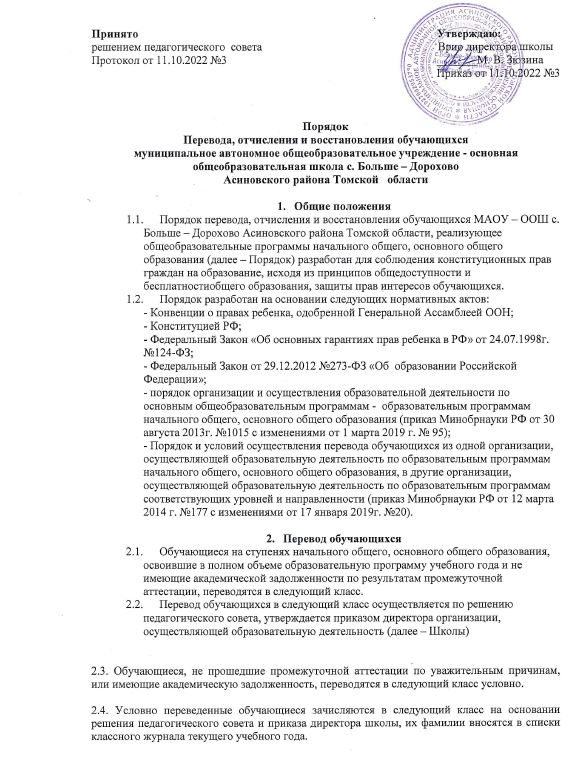 Принято Утверждаю:
решением педагогического совета Врио директора школы
Протокол от 11.10.2022 №3 М. В. Зюзина
Приказ от 11.10.2022 №3
Порядок
Перевода, отчисления и восстановления обучающихся
муниципальное автономное общеобразовательное учреждение - основная
общеобразовательная школа с. Больше – Дорохово
Асиновского района Томской области
1. Общие положения
1.1. Порядок перевода, отчисления и восстановления обучающихся МАОУ – ООШ с.
Больше – Дорохово Асиновского района Томской области, реализующее
общеобразовательные программы начального общего, основного общего
образования (далее – Порядок) разработан для соблюдения конституционных прав
граждан на образование, исходя из принципов общедоступности и
бесплатностиобщего образования, защиты прав интересов обучающихся.
1.2. Порядок разработан на основании следующих нормативных актов:
- Конвенции о правах ребенка, одобренной Генеральной Ассамблеей ООН;
- Конституцией РФ;
- Федеральный Закон «Об основных гарантиях прав ребенка в РФ» от 24.07.1998г.
№124-ФЗ;
- Федеральный Закон от 29.12.2012 №273-ФЗ «Об образовании Российской
Федерации»;
- порядок организации и осуществления образовательной деятельности по
основным общеобразовательным программам - образовательным программам
начального общего, основного общего образования (приказ Минобрнауки РФ от 30
августа 2013г. №1015 с изменениями от 1 марта 2019 г. № 95);
- Порядок и условий осуществления перевода обучающихся из одной организации,
осуществляющей образовательную деятельность по образовательным программам
начального общего, основного общего образования, в другие организации,
осуществляющей образовательную деятельность по образовательным программам
соответствующих уровней и направленности (приказ Минобрнауки РФ от 12 марта
2014 г. №177 с изменениями от 17 января 2019г. №20).
2. Перевод обучающихся
2.1. Обучающиеся на ступенях начального общего, основного общего образования,
освоившие в полном объеме образовательную программу учебного года и не
имеющие академической задолженности по результатам промежуточной
аттестации, переводятся в следующий класс.
2.2. Перевод обучающихся в следующий класс осуществляется по решению
педагогического совета, утверждается приказом директора организации,
осуществляющей образовательную деятельность (далее – Школы)
2.3. Обучающиеся, не прошедшие промежуточной аттестации по уважительным причинам,
или имеющие академическую задолженность, переводятся в следующий класс условно.
2.4. Условно переведенные обучающиеся зачисляются в следующий класс на основании
решения педагогического совета и приказа директора школы, их фамилии вносятся в списки
классного журнала текущего учебного года.